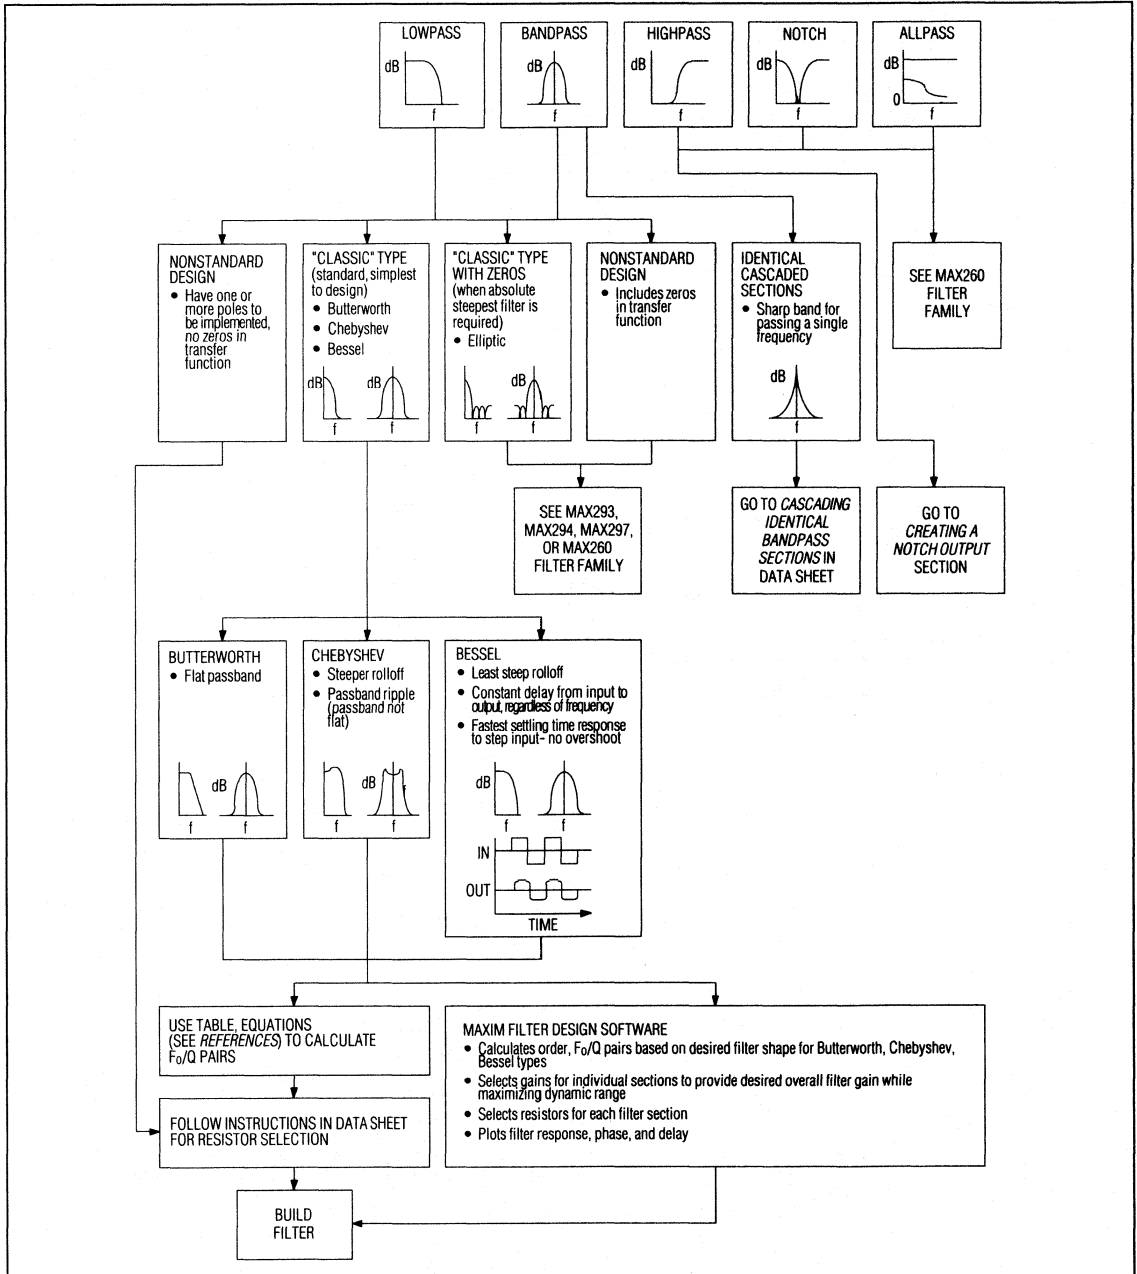 LOWPASS
dB
f
BANDPASS
dB
f
HIGHPASS
dB
f
NOTCH
dB
f
ALLPASS
dB
0
f
NONSTANDARD
DESIGN
• Have one or
more poles to
be implemented,
no zeros in
transfer
function
"CLASSIC" TYPE
(standard, simplest
to design)
• Butterworth
• Chebyshev
• Bessel
dB
f
dB
f
"CLASSIC" TYPE
WITH ZEROS
(when absolute
steepest filter is
required)
• Elliptic
f
dB
f
NONSTANDARD
DESIGN
• Includes zeros
in transfer
function
IDENTICAL
CASCADED
SECTIONS
• Sharp band for
passing a single
frequency
dB
f
SEE MAX260
FILTER
FAMILY
SEE MAX293,
MAX294, MAX297,
OR MAX260
FILTER FAMILY
GO TO CASCADING
IDENTICAL
BANDPASS
SECTIONS IN
DATA SHEET
GO TO
CREATING A
NOTCH OUTPUT
SECTION
BUTTERWORTH
• Flat passband
f
dB
f
CHEBYSHEV
• Steeper rolloff
• Passband ripple
(passband not
flat)
f
dB
f
BESSEL
• Least steep rolloff
• Constant delay from input to
output, regardless of frequency
• Fastest settling time response
to step input- no overshoot
dB
f
f
IN
OUT
TIME
USE TABLE, EQUATIONS
(SEE REFERENCES) TO CALCULATE
F0/Q PAIRS
FOLLOW INSTRUCTIONS IN DATA SHEET
FOR RESISTOR SELECTION
MAXIM FILTER DESIGN SOFTWARE
• Calculates order, F0/Q pairs based on desired filter shape for Butterworth, Chebyshev,
Bessel types
• Selects gains for individual sections to provide desired overall filter gain while
maximizing dynamic range
• Selects resistors for each filter section
• Plots filter response, phase, and delay
BUILD
FILTER